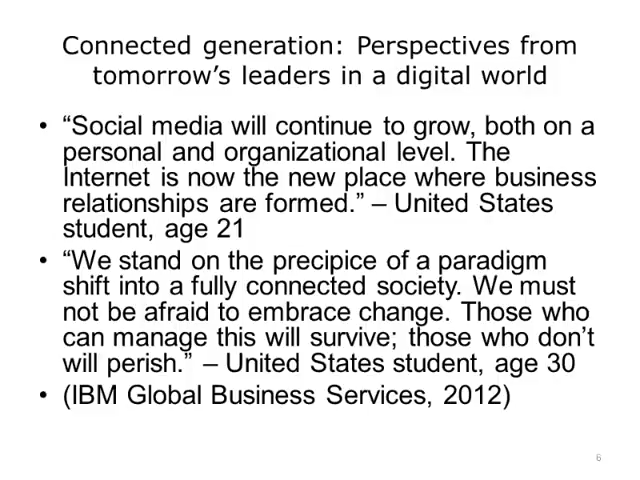 Connected generation: Perspectives from
tomorrow’s leaders in a digital world
• “Social media will continue to grow, both on a
personal and organizational level. The
Internet is now the new place where business
relationships are formed.” – United States
student, age 21
• “We stand on the precipice of a paradigm
shift into a fully connected society. We must
not be afraid to embrace change. Those who
can manage this will survive; those who don’t
will perish.” – United States student, age 30
• (IBM Global Business Services, 2012)
6